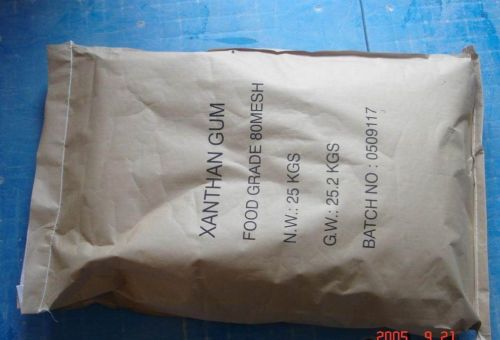 XANTHAN GUM
FOOD GRADE 80MESH
N.W.: 25 KGS
G.W.: 25.2 KGS
BATCH NO : 0509117
2005 9 21